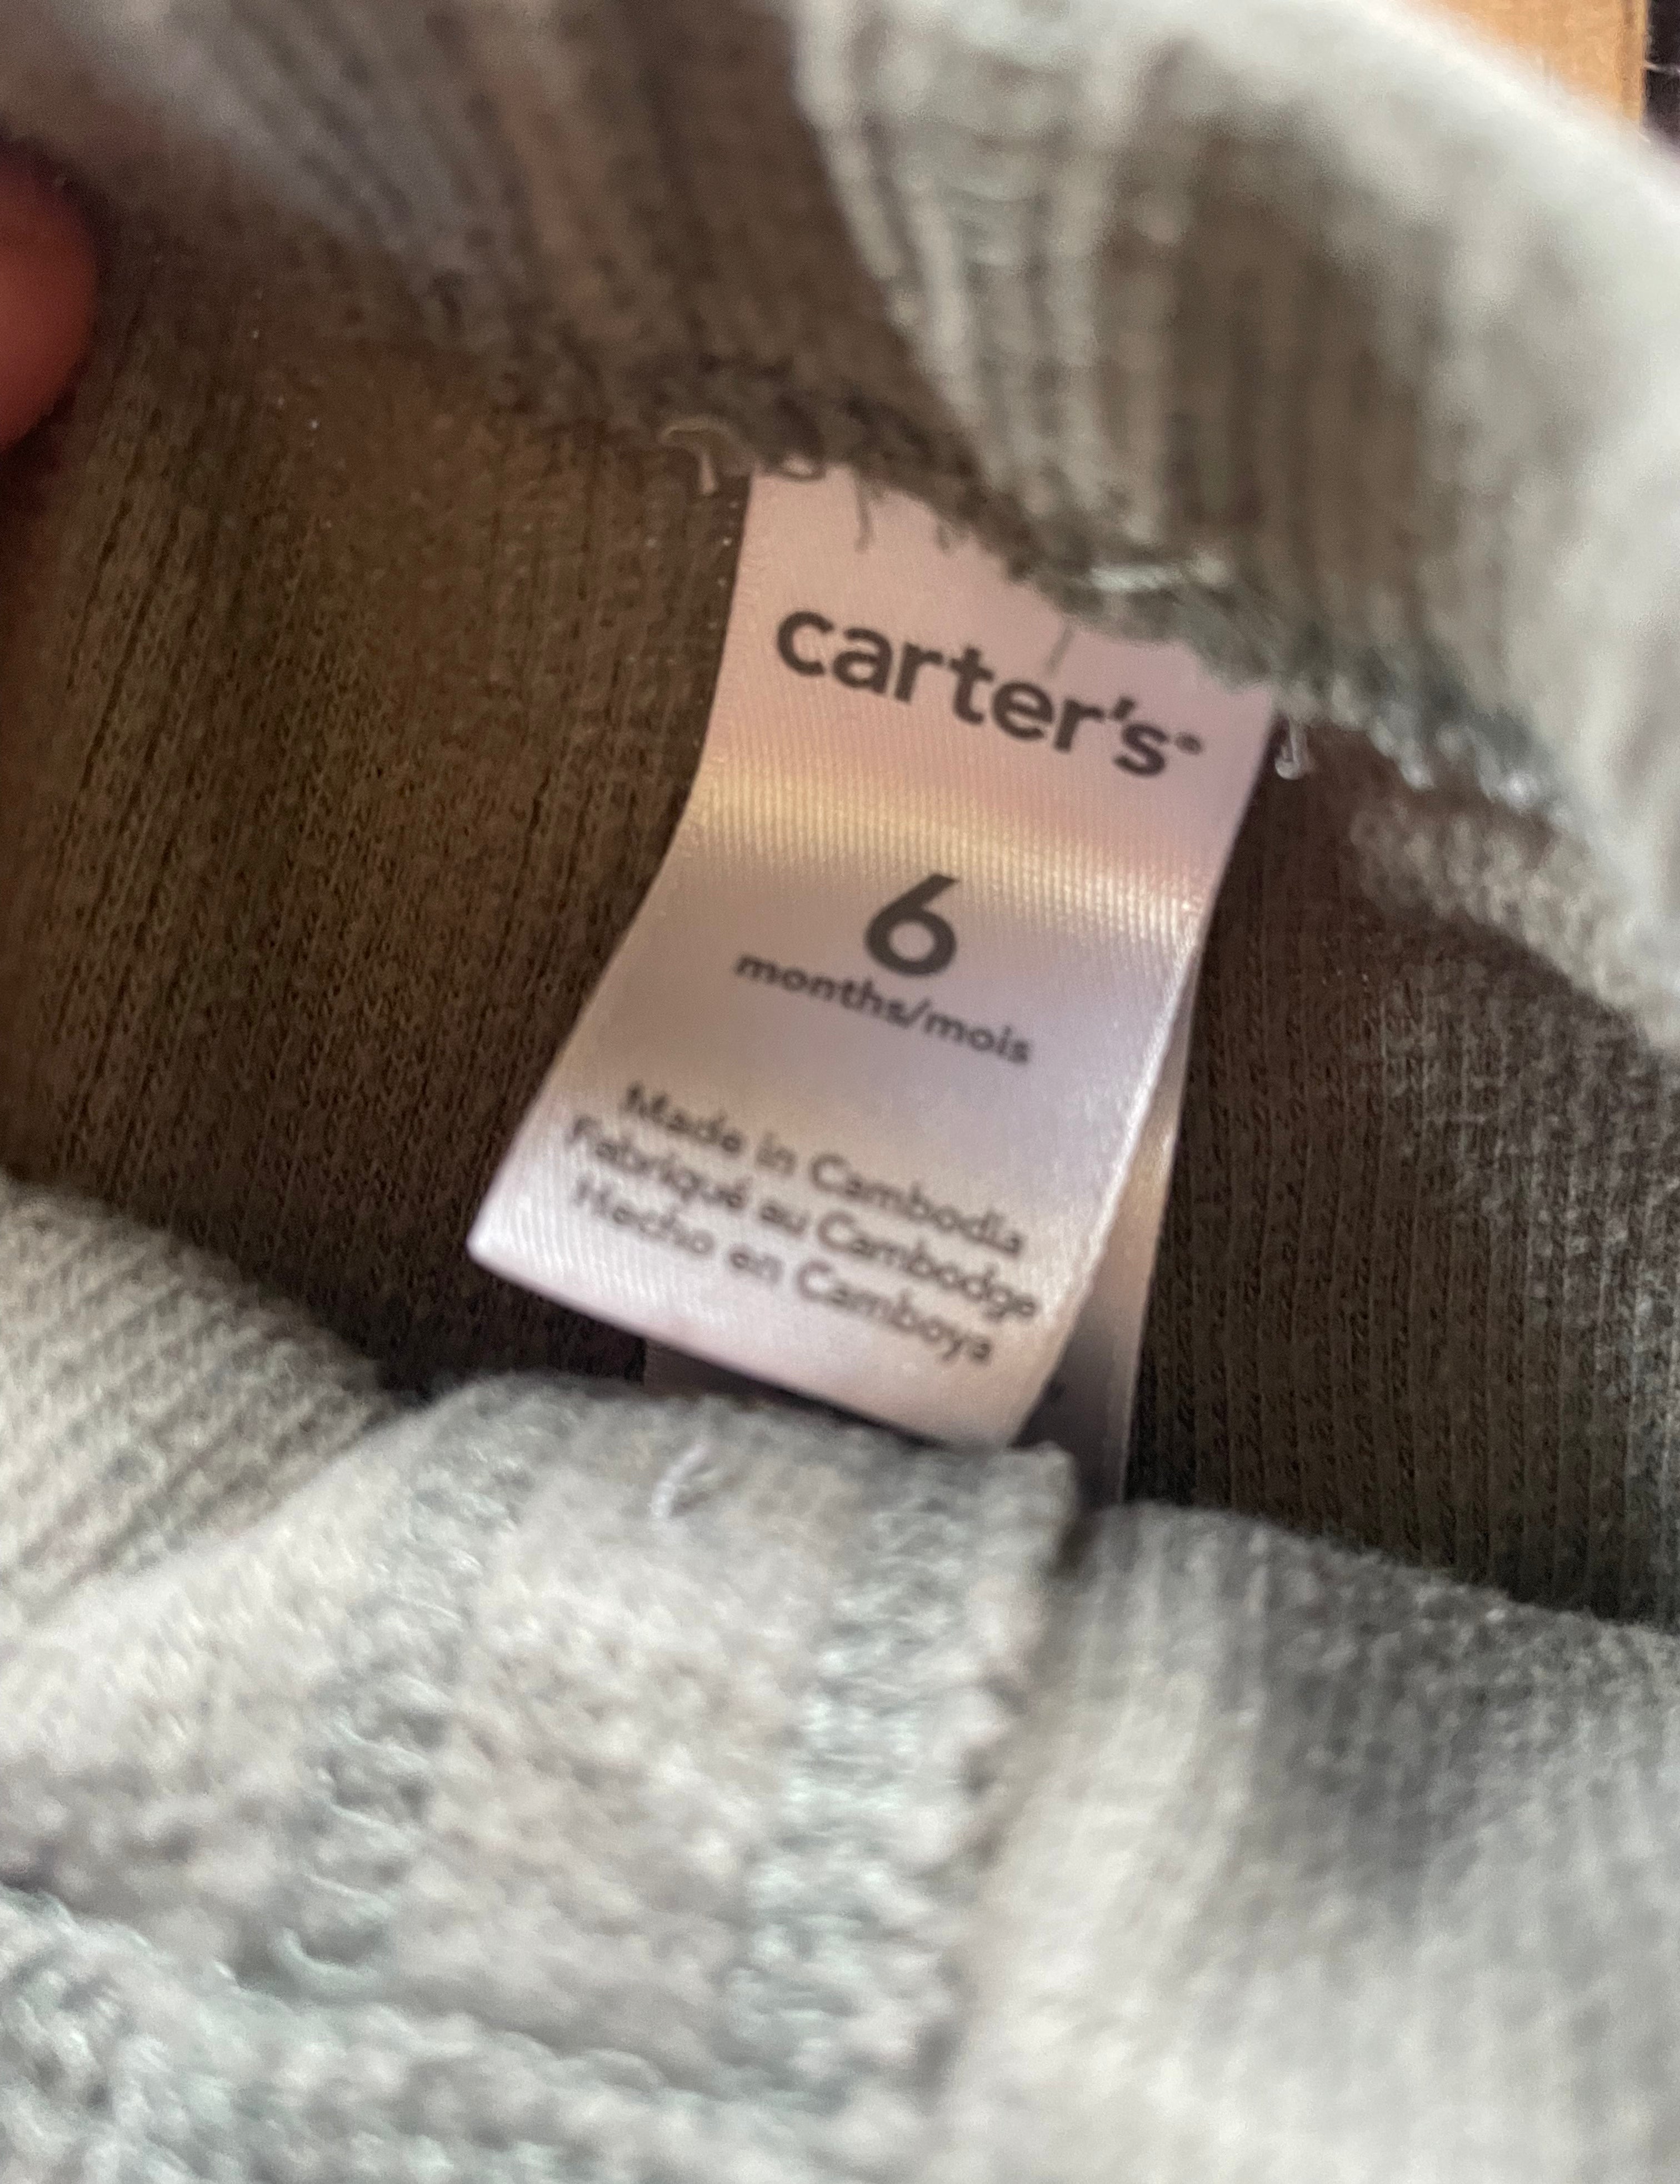 carter's®
6
months/mois
Made in Cambodia
Fabriqué au Cambodge
Hecho en Camboya